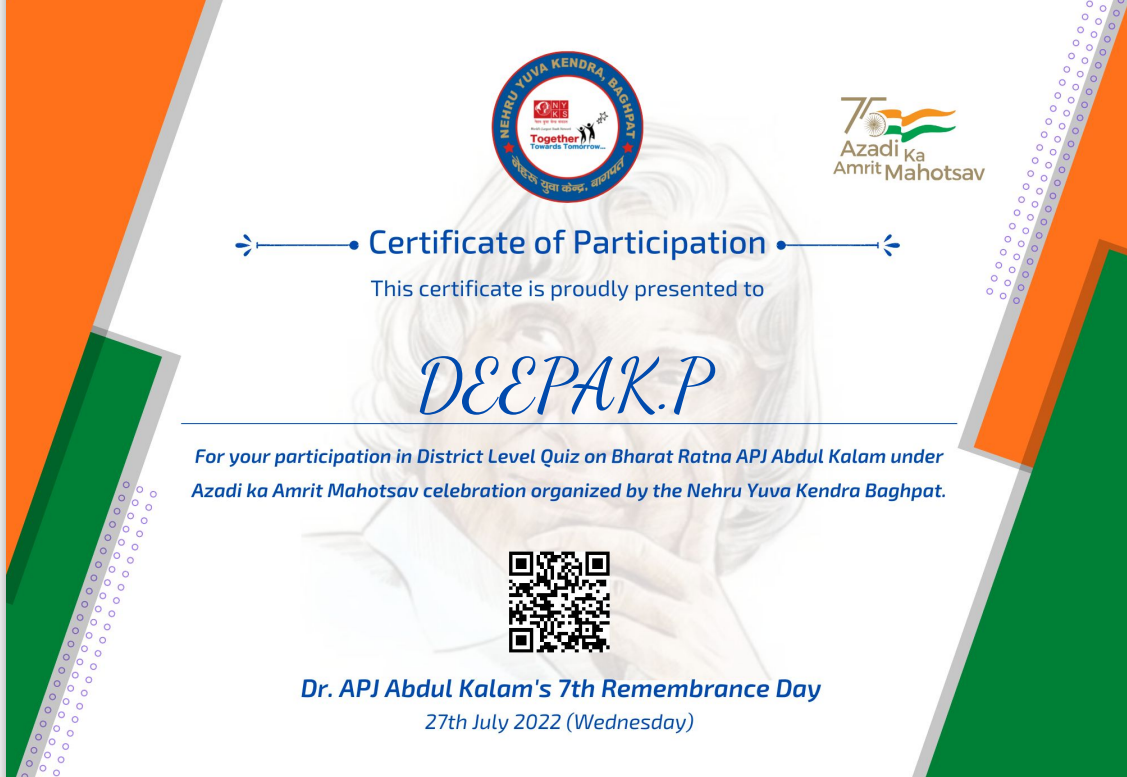 NEHRU YUVA KENDRA, BAGHPAT
NY
KS
Together
Towards Tomorrow...
नेहरू युवा केन्द्र, बागपत
75
Azadi Ka
Amrit Mahotsav
Certificate of Participation
This certificate is proudly presented to
DEEPAK.P
For your participation in District Level Quiz on Bharat Ratna APJ Abdul Kalam under
Azadi ka Amrit Mahotsav celebration organized by the Nehru Yuva Kendra Baghpat.
Dr. APJ Abdul Kalam's 7th Remembrance Day
27th July 2022 (Wednesday)